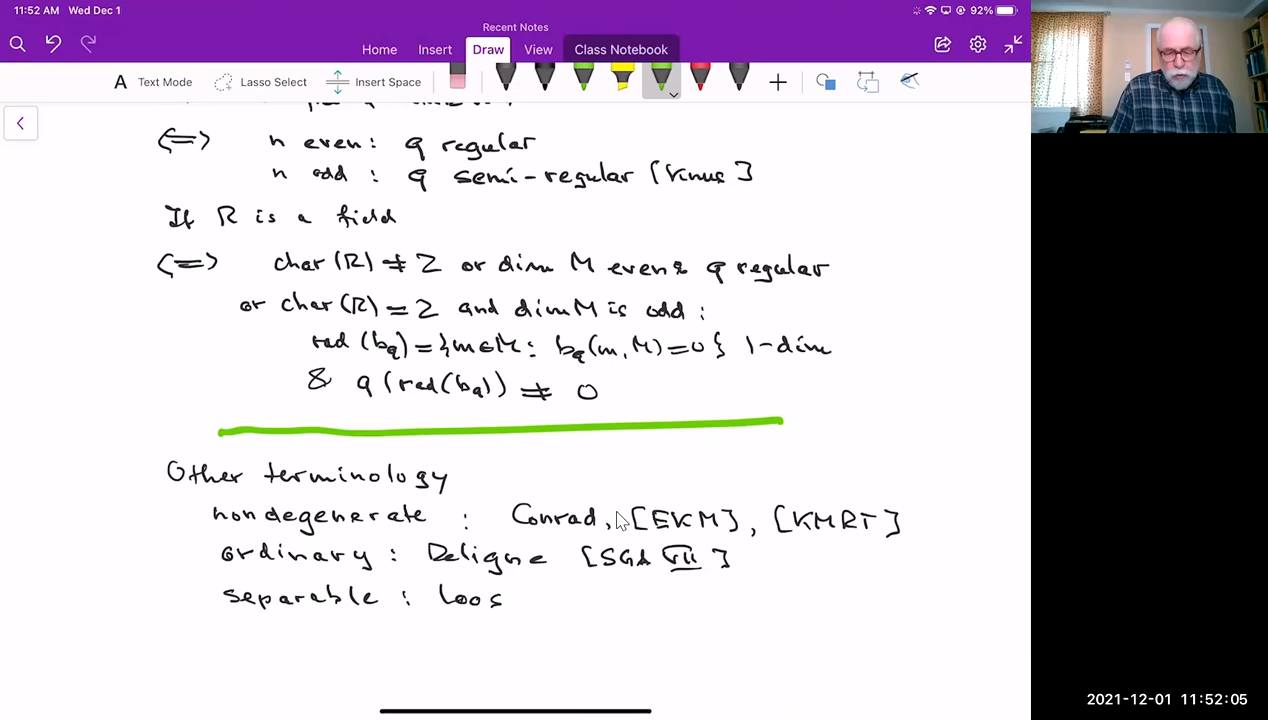 11:52 AM Wed Dec 1
92%
Recent Notes
Home Insert Draw View Class Notebook
Text Mode Lasso Select Insert Space
⟺ n even: q regular
n odd : q semi-regular [Knus]
If R is a field
⟺ char(R) ≠ 2 or dim M even & q regular
or char(R) = 2 and dim M is odd :
rad(b_q) = {m∈M : b_q(m, M) = 0} 1-dim
& q(rad(b_q)) ≠ 0
Other terminology
nondegenerate : Conrad, [EKM], [KMRT]
ordinary : Deligne [SGA VII]
separable : Loos
2021-12-01 11:52:05